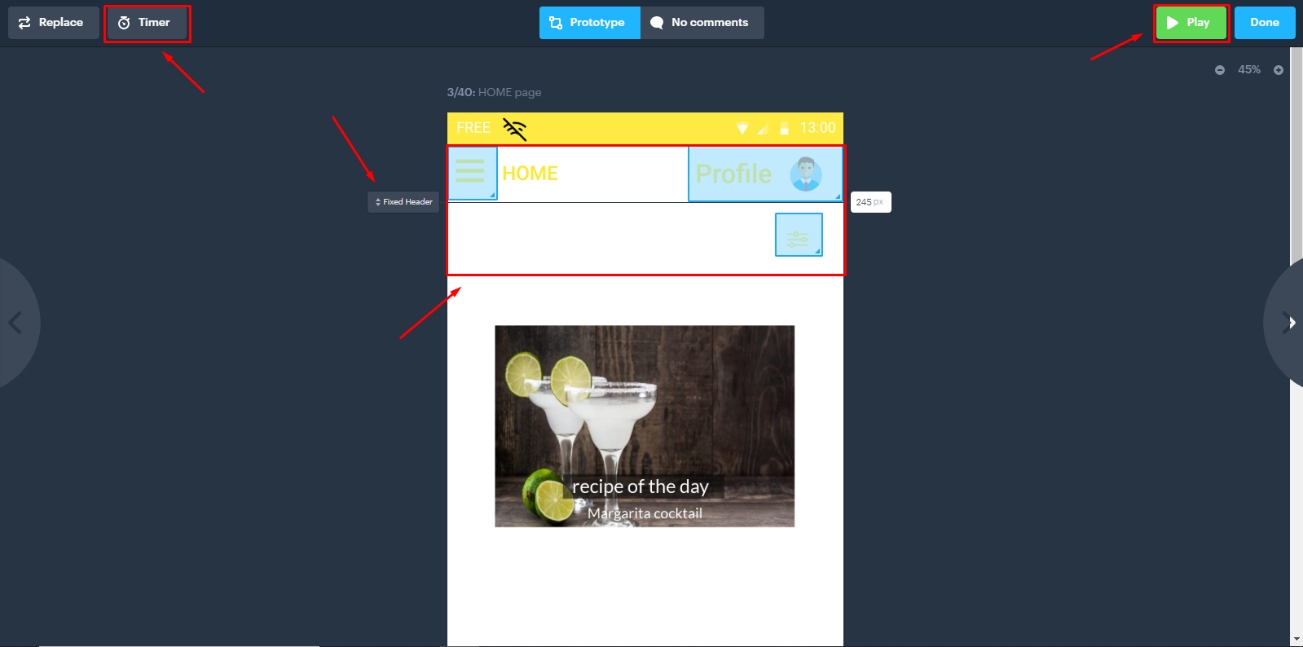 Replace Timer Prototype No comments Play Done
45%
3/40: HOME page
FREE 13:00
HOME Profile
Fixed Header 245 px
recipe of the day
Margarita cocktail